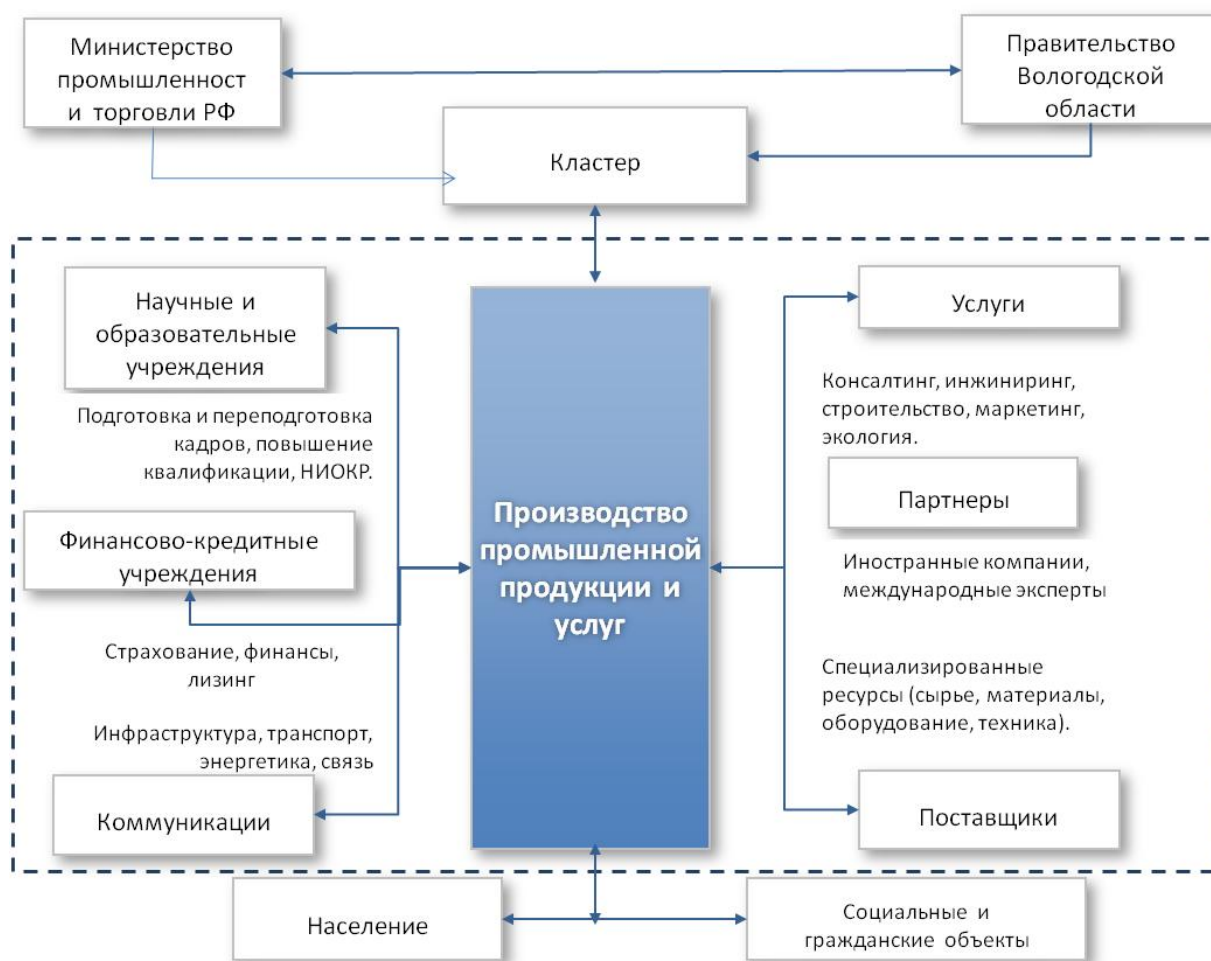 Министерство
промышленност
и торговли РФ
Правительство
Вологодской
области
Кластер
Научные и
образовательные
учреждения
Подготовка и переподготовка
кадров, повышение
квалификации, НИОКР.
Финансово-кредитные
учреждения
Страхование, финансы,
лизинг
Инфраструктура, транспорт,
энергетика, связь
Коммуникации
Производство
промышленной
продукции и
услуг
Услуги
Консалтинг, инжиниринг,
строительство, маркетинг,
экология.
Партнеры
Иностранные компании,
международные эксперты
Специализированные
ресурсы (сырье, материалы,
оборудование, техника).
Поставщики
Население
Социальные и
гражданские объекты